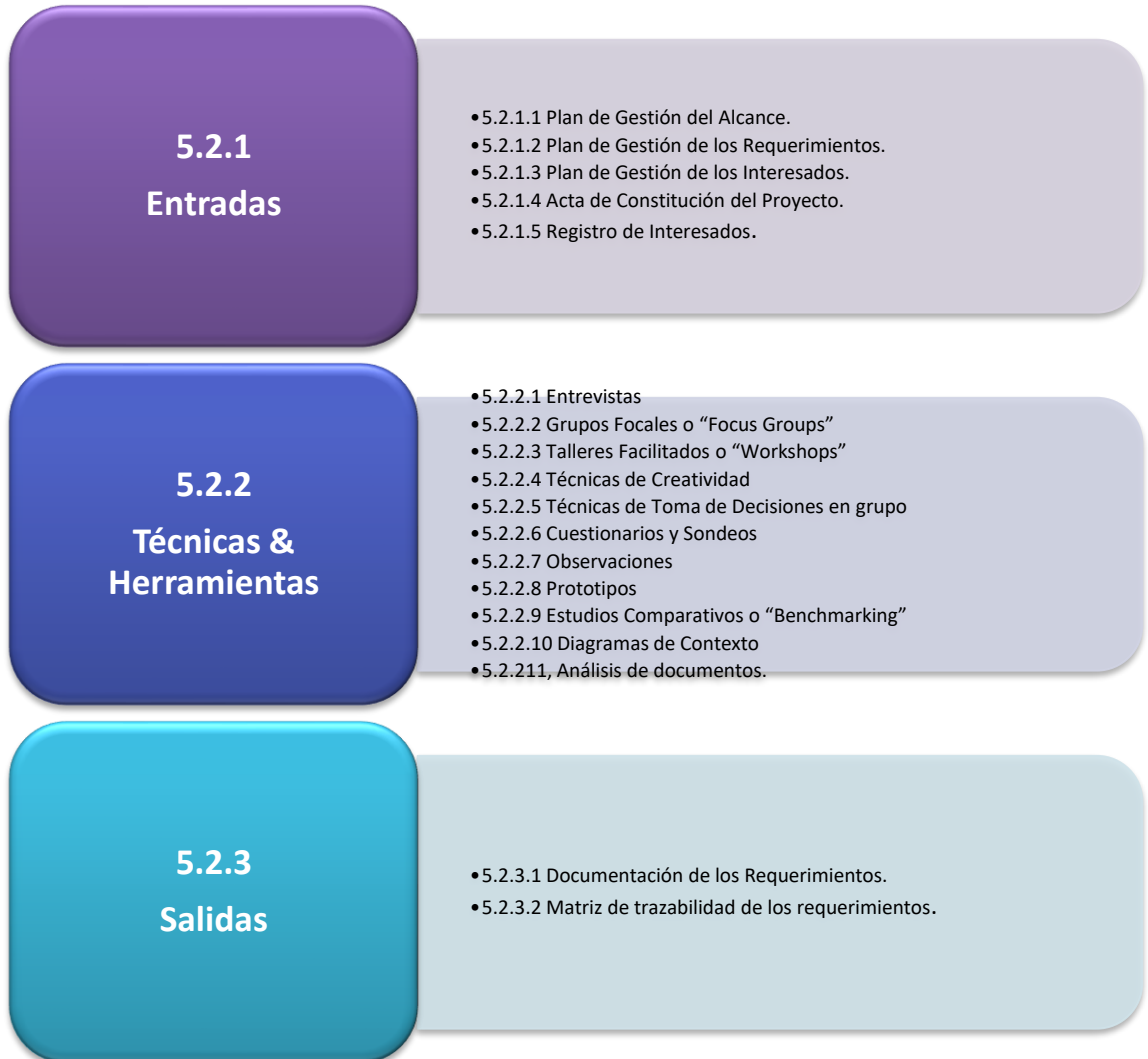 5.2.1
Entradas
•5.2.1.1 Plan de Gestión del Alcance.
•5.2.1.2 Plan de Gestión de los Requerimientos.
•5.2.1.3 Plan de Gestión de los Interesados.
•5.2.1.4 Acta de Constitución del Proyecto.
•5.2.1.5 Registro de Interesados.
5.2.2
Técnicas &
Herramientas
•5.2.2.1 Entrevistas
•5.2.2.2 Grupos Focales o “Focus Groups”
•5.2.2.3 Talleres Facilitados o “Workshops”
•5.2.2.4 Técnicas de Creatividad
•5.2.2.5 Técnicas de Toma de Decisiones en grupo
•5.2.2.6 Cuestionarios y Sondeos
•5.2.2.7 Observaciones
•5.2.2.8 Prototipos
•5.2.2.9 Estudios Comparativos o “Benchmarking”
•5.2.2.10 Diagramas de Contexto
•5.2.211, Análisis de documentos.
5.2.3
Salidas
•5.2.3.1 Documentación de los Requerimientos.
•5.2.3.2 Matriz de trazabilidad de los requerimientos.